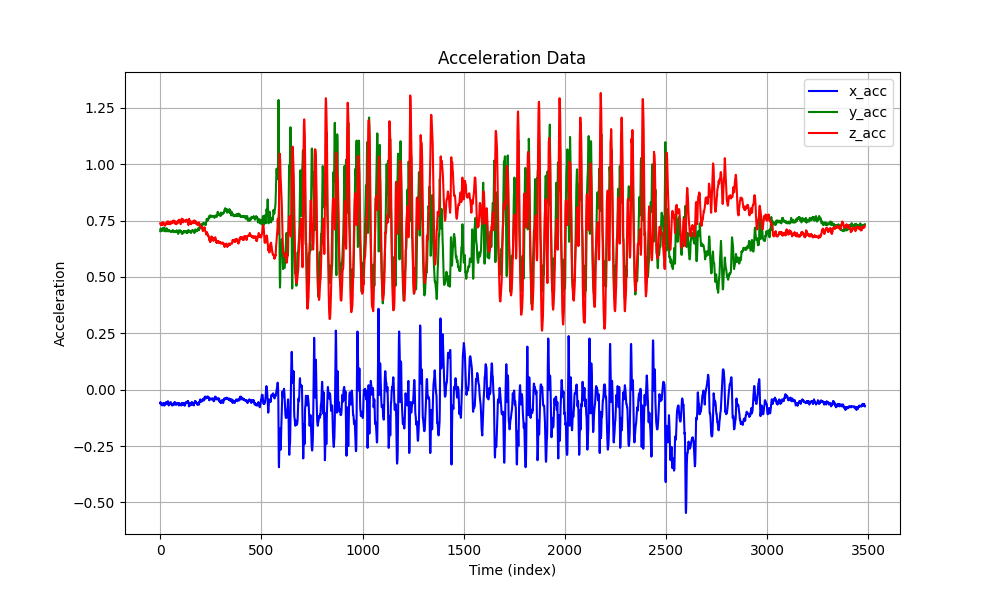 Acceleration Data
x_acc
y_acc
z_acc
Acceleration
1.25
1.00
0.75
0.50
0.25
0.00
−0.25
−0.50
0 500 1000 1500 2000 2500 3000 3500
Time (index)